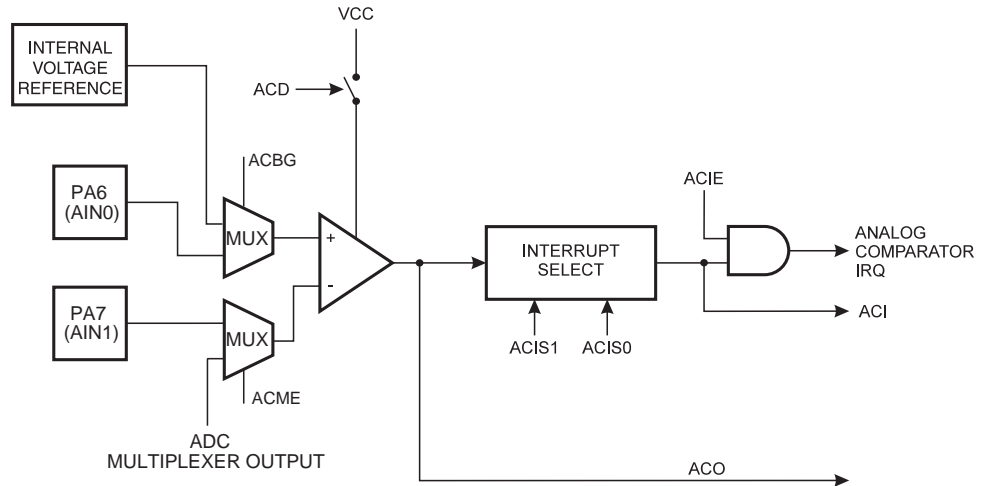 INTERNAL
VOLTAGE
REFERENCE
VCC
ACD
ACBG
PA6
(AIN0)
MUX
+
-
PA7
(AIN1)
MUX
ACME
ADC
MULTIPLEXER OUTPUT
INTERRUPT
SELECT
ACIS1
ACIS0
ACIE
ANALOG
COMPARATOR
IRQ
ACI
ACO